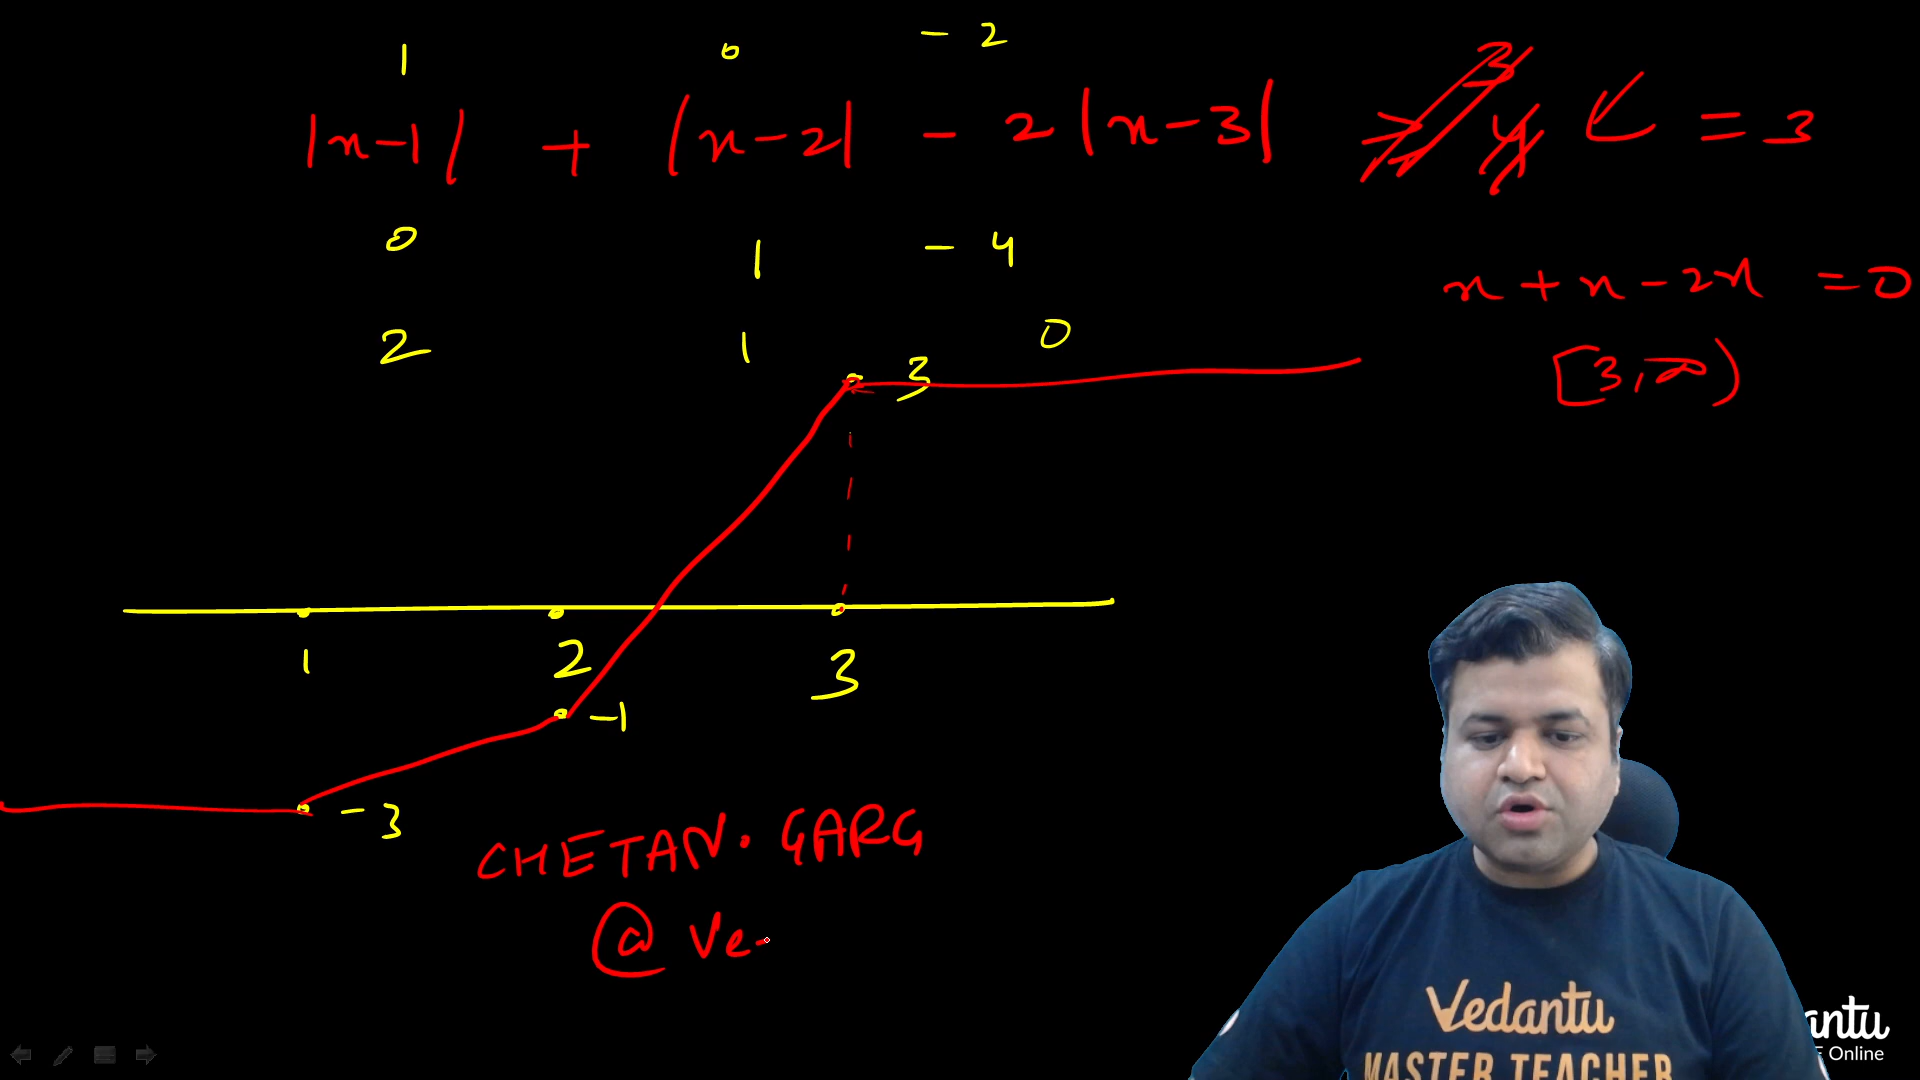 1 0 - 2
|x-1| + |x-2| - 2|x-3| = 3
0 1 - 4
x + x - 2x = 0
2 1 0
3
[3,∞)
1 2 3
-1
-3
CHETAN. GARG
@ Ve
Vedantu
MASTER TEACHER
antu
E Online